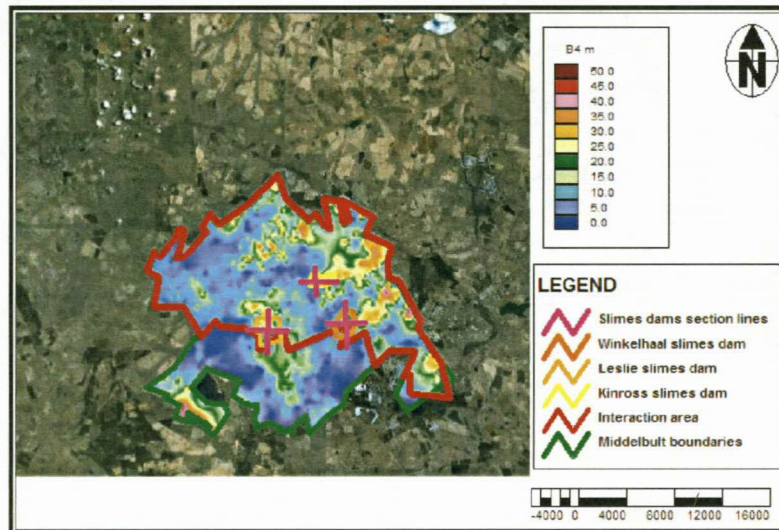 B4 m
50.0
45.0
40.0
35.0
30.0
25.0
20.0
15.0
10.0
5.0
0.0
N
LEGEND
Slimes dams section lines
Winkelhaal slimes dam
Leslie slimes dam
Kinross slimes dam
Interaction area
Middelbult boundaries
-4000 0 4000 8000 12000 16000